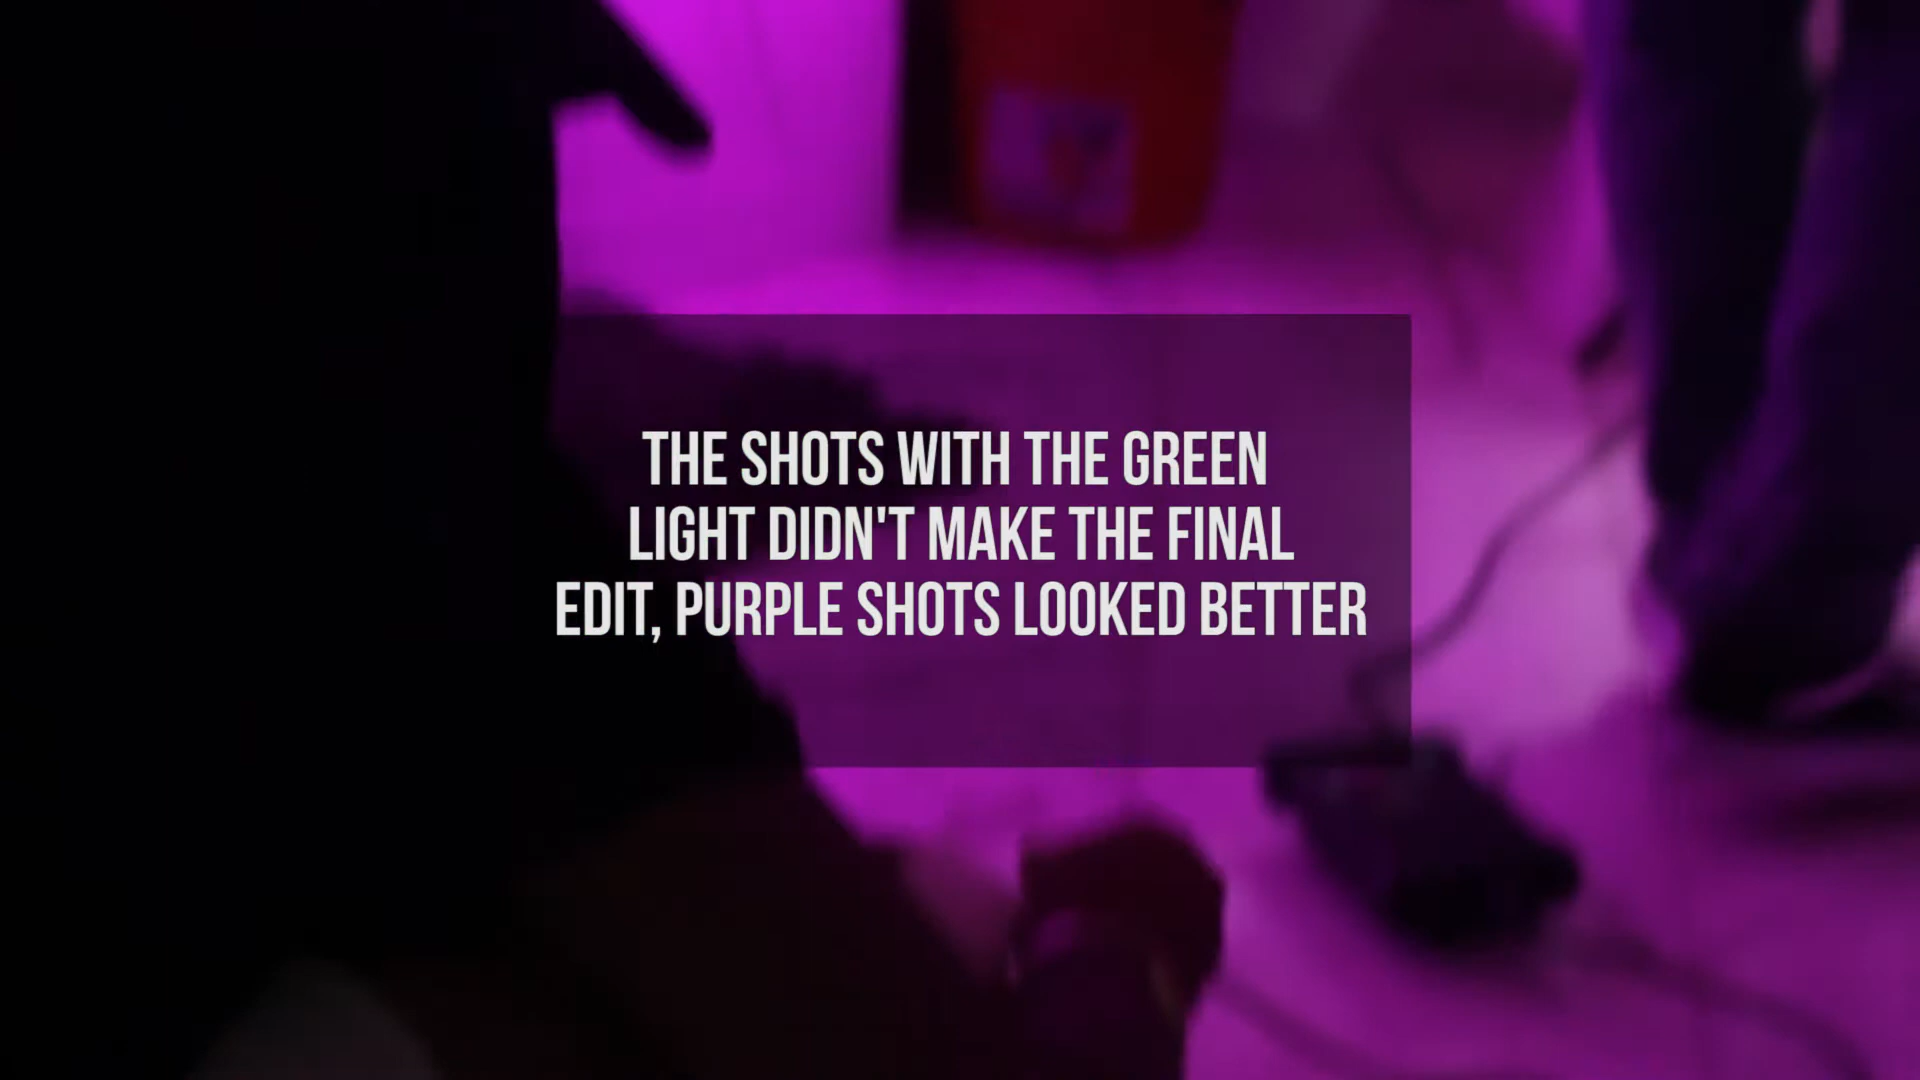 THE SHOTS WITH THE GREEN
LIGHT DIDN'T MAKE THE FINAL
EDIT, PURPLE SHOTS LOOKED BETTER